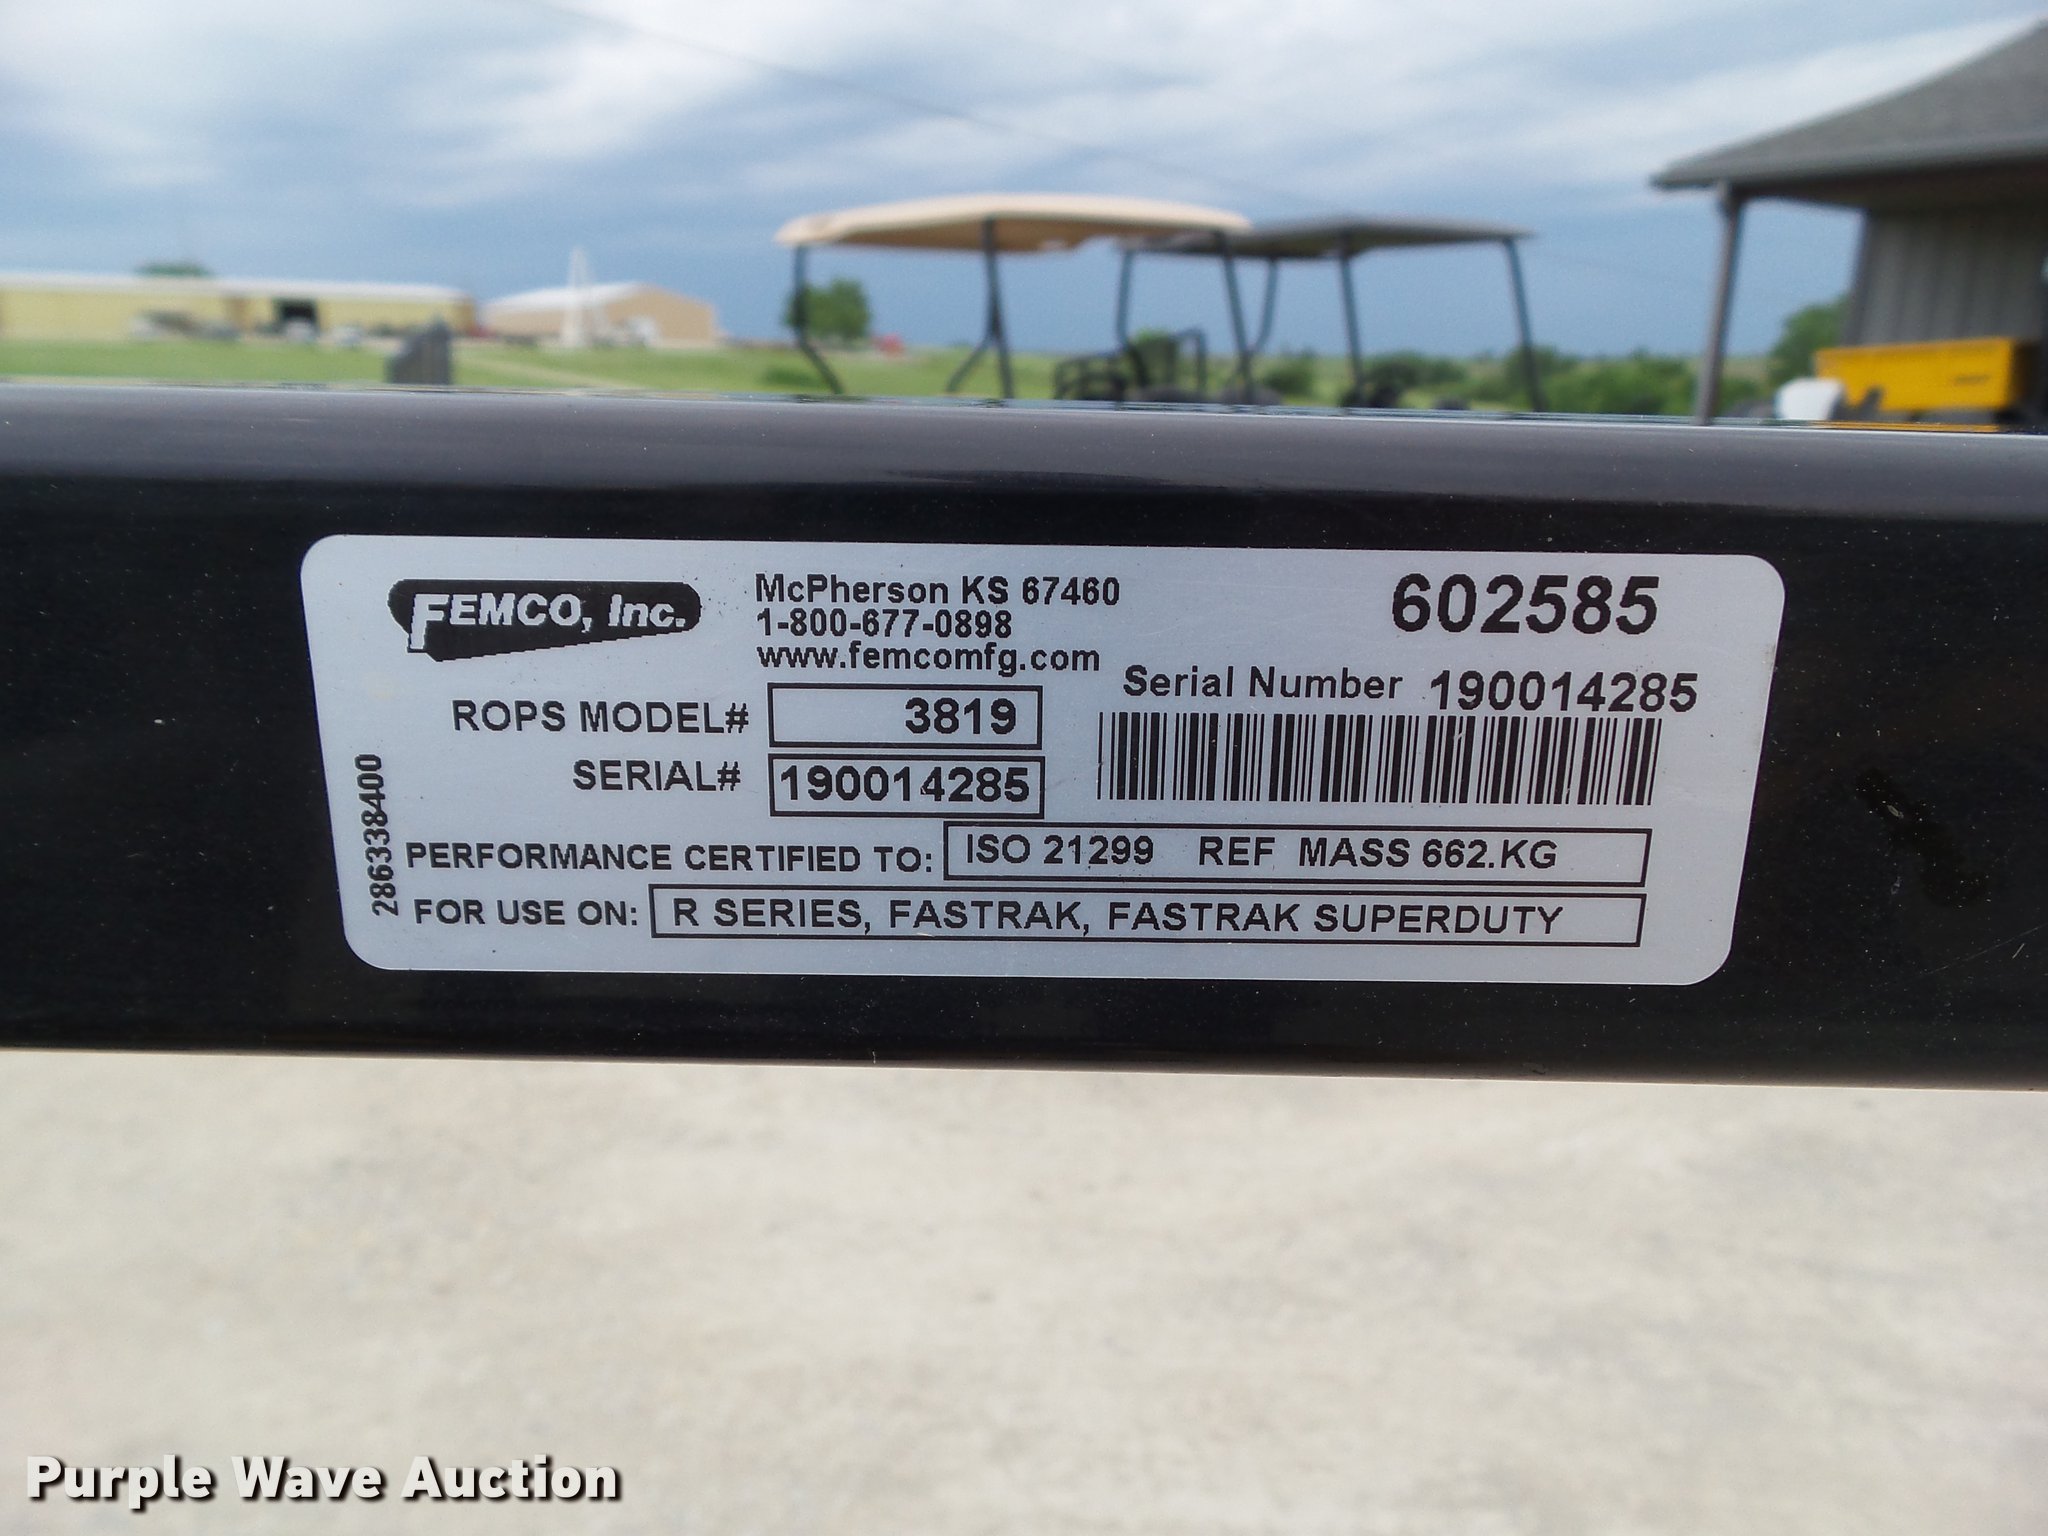 FEMCO, Inc.
McPherson KS 67460
1-800-677-0898
www.femcomfg.com
602585
Serial Number 190014285
ROPS MODEL# 3819
SERIAL# 190014285
2863338400
PERFORMANCE CERTIFIED TO: ISO 21299 REF MASS 662.KG
FOR USE ON: R SERIES, FASTRAK, FASTRAK SUPERDUTY
Purple Wave Auction